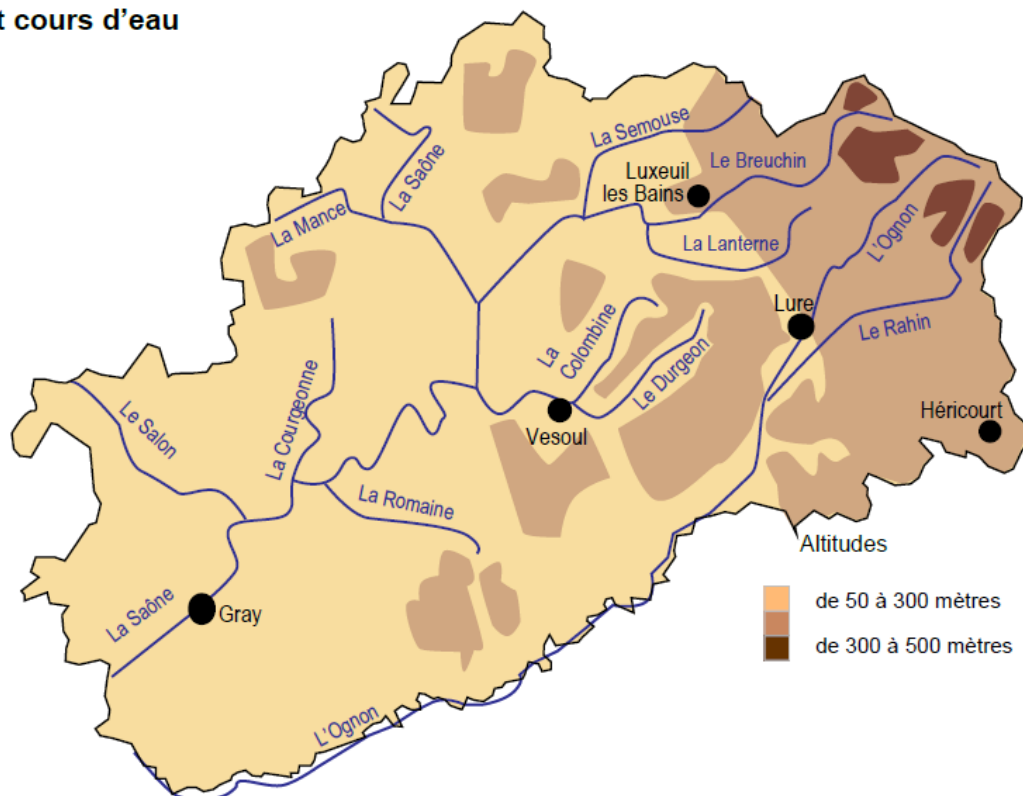 t cours d'eau
La Semouse
La Saône
Le Breuchin
Luxeuil
les Bains
La Mance
La Lanterne
L'Ognon
Lure
La
Colombine
Le Rahin
Le Durgeon
La Courgeonne
Le Salon
Héricourt
Vesoul
La Romaine
Altitudes
La Saône
Gray
de 50 à 300 mètres
de 300 à 500 mètres
L'Ognon